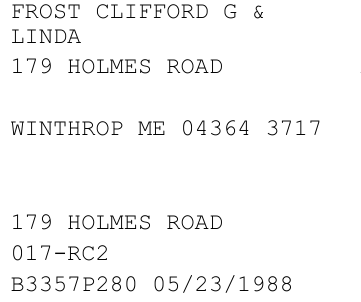 FROST CLIFFORD G &
LINDA
179 HOLMES ROAD
WINTHROP ME 04364 3717
179 HOLMES ROAD
017-RC2
B3357P280 05/23/1988